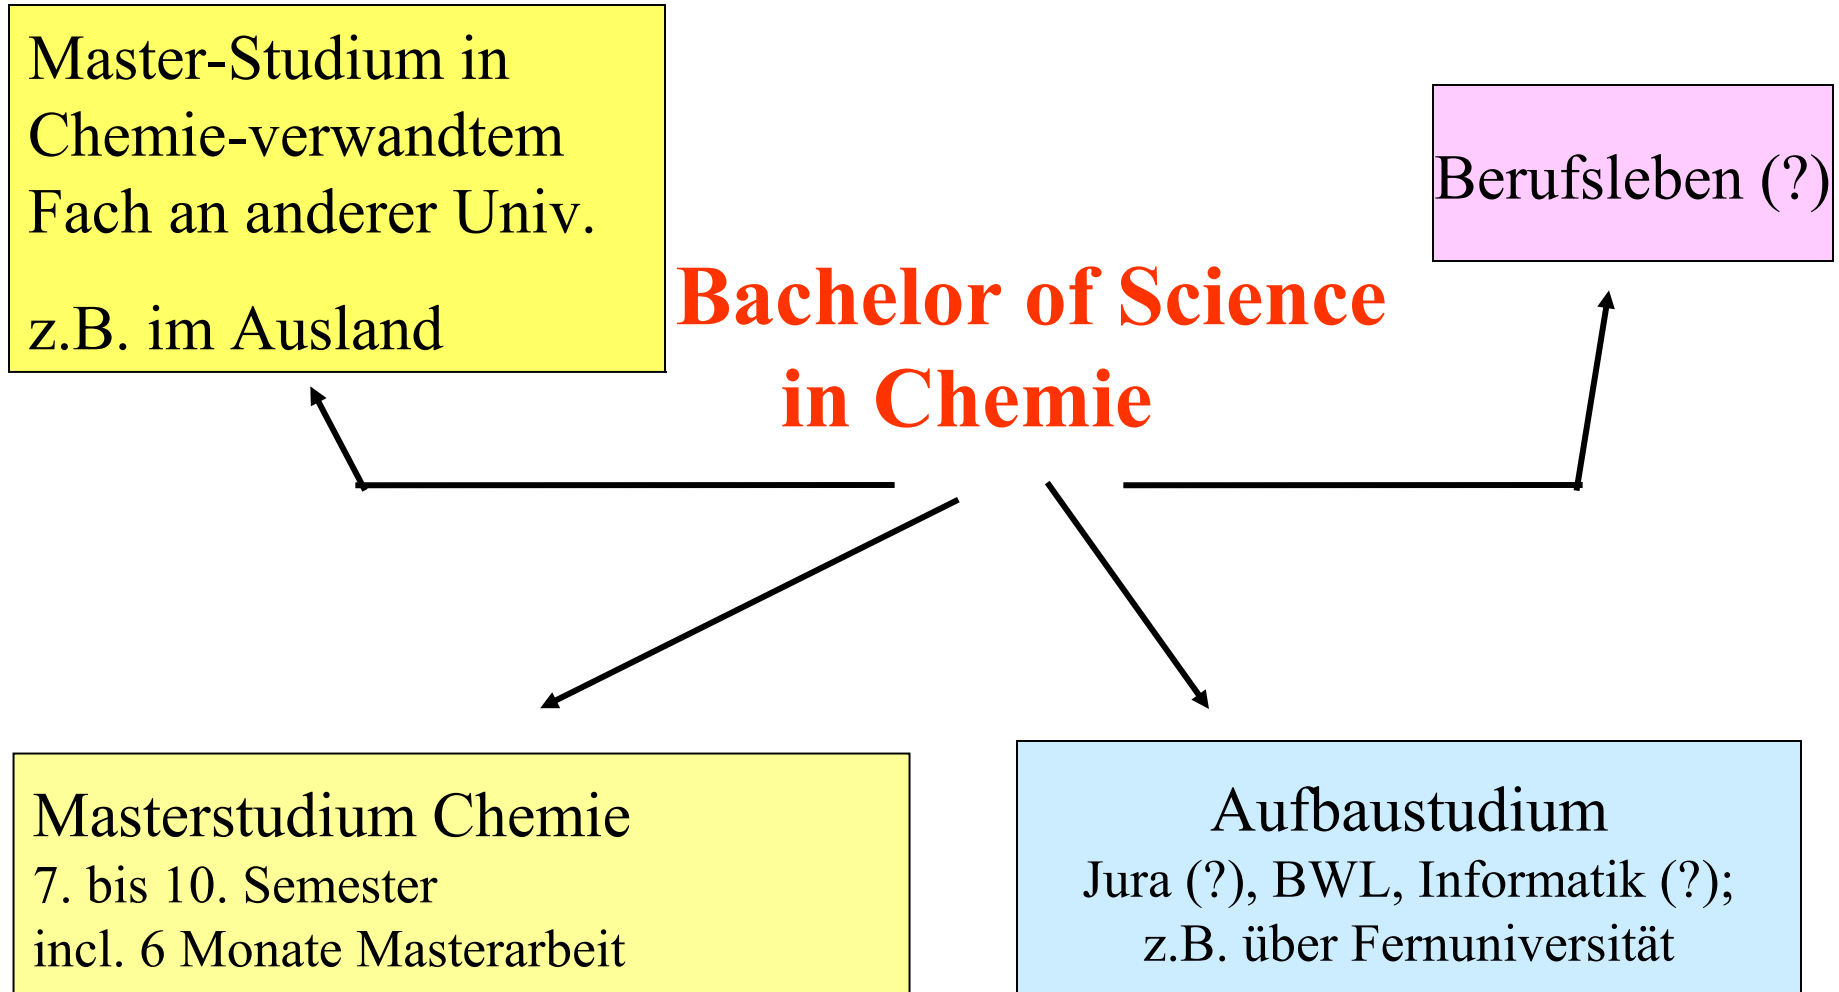 Master-Studium in
Chemie-verwandtem
Fach an anderer Univ.
z.B. im Ausland
Berufsleben (?)
Bachelor of Science
in Chemie
Masterstudium Chemie
7. bis 10. Semester
incl. 6 Monate Masterarbeit
Aufbaustudium
Jura (?), BWL, Informatik (?);
z.B. über Fernuniversität